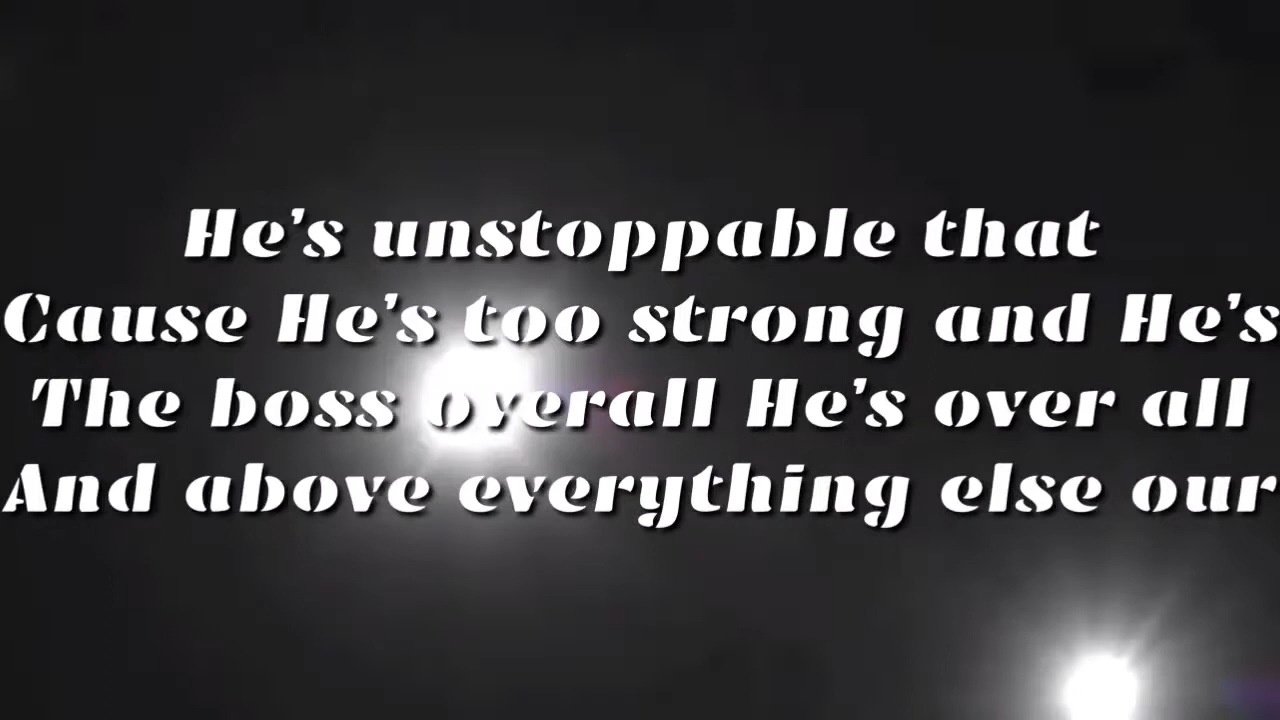 He's unstoppable that
Cause He's too strong and He's
The boss overall He's over all
And above everything else our